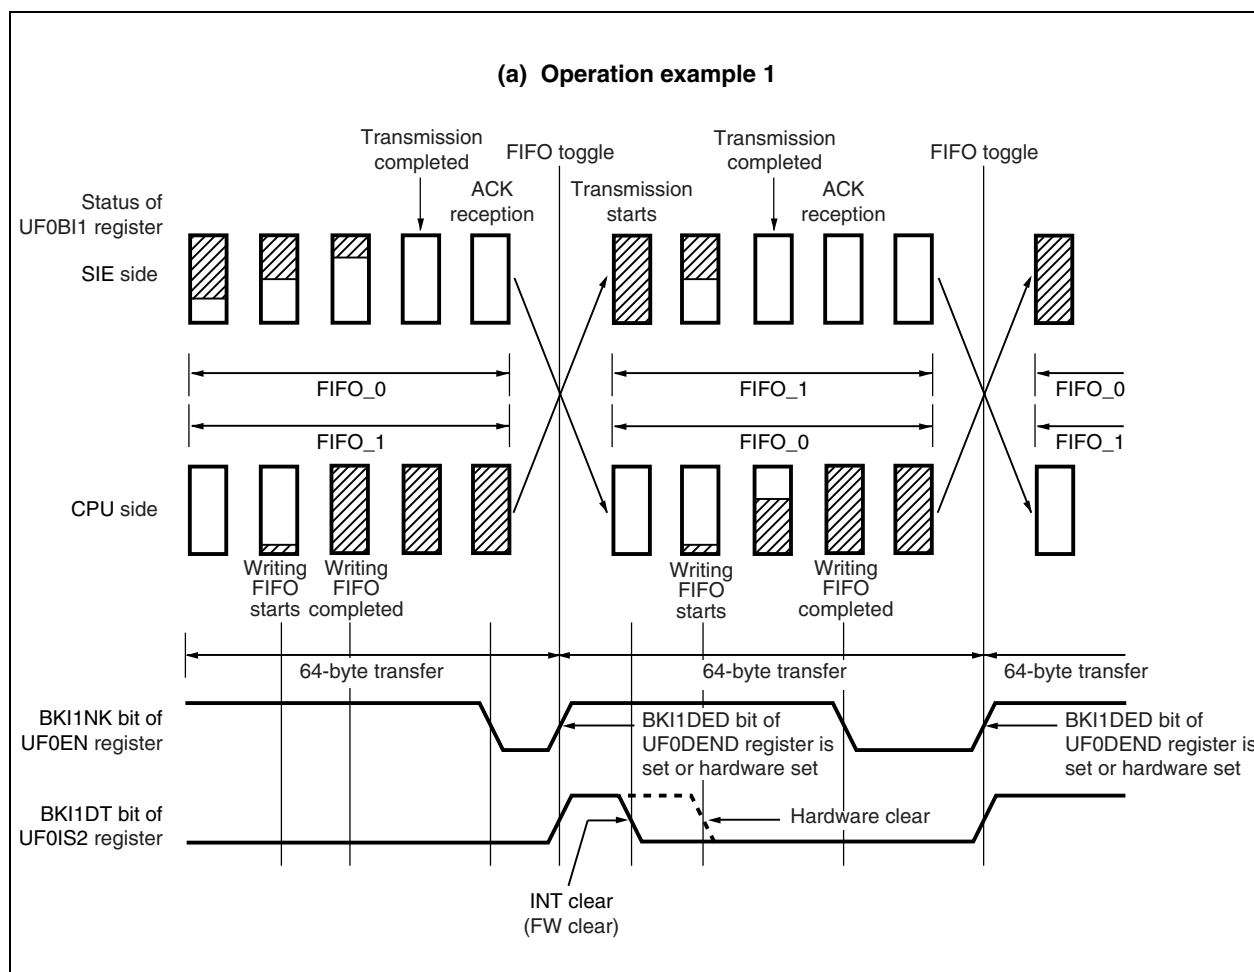 (a) Operation example 1
Transmission
completed
FIFO toggle
Transmission
completed
FIFO toggle
Status of
UF0BI1 register
ACK
reception
Transmission
starts
ACK
reception
SIE side
FIFO_0
FIFO_1
FIFO_0
FIFO_1
FIFO_0
FIFO_1
CPU side
Writing
FIFO
starts
Writing
FIFO
completed
Writing
FIFO
starts
Writing
FIFO
completed
64-byte transfer
64-byte transfer
64-byte transfer
BKI1NK bit of
UF0EN register
BKI1DED bit of
UF0DEND register is
set or hardware set
BKI1DED bit of
UF0DEND register is
set or hardware set
BKI1DT bit of
UF0IS2 register
Hardware clear
INT clear
(FW clear)